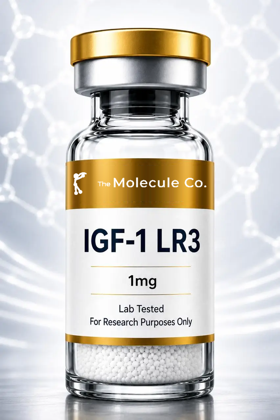 The Molecule Co.
IGF-1 LR3
1mg
Lab Tested
For Research Purposes Only